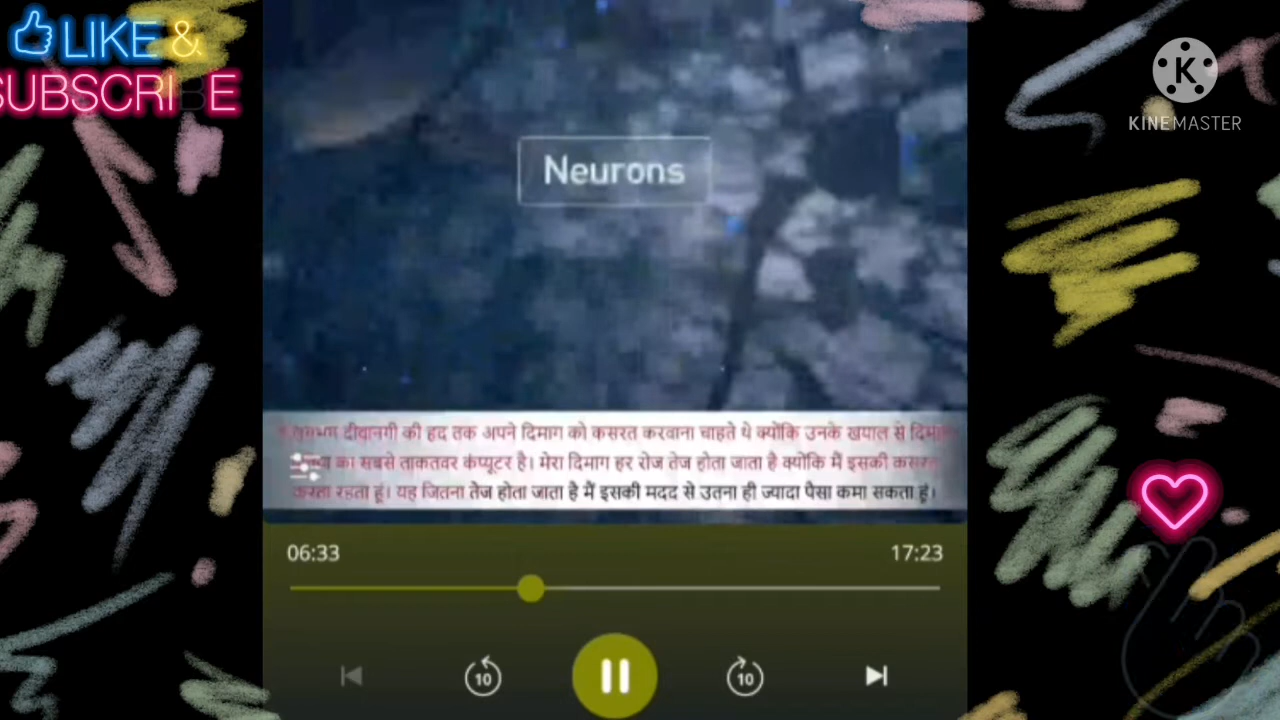 LIKE &
SUBSCRIBE
K
KINEMASTER
Neurons
दीवानगी की हद तक अपने दिमाग को कसरत करवाना चाहते थे क्योंकि उनके खयाल से
का सबसे ताकतवर कंप्यूटर है। मेरा दिमाग हर रोज तेज होता जाता है क्योंकि मैं इसकी कसरत
करता रहता हूं। यह जितना तेज होता जाता है मैं इसकी मदद से उतना ही ज्यादा पैसा कमा सकता हूं।
06:33
17:23
10
10